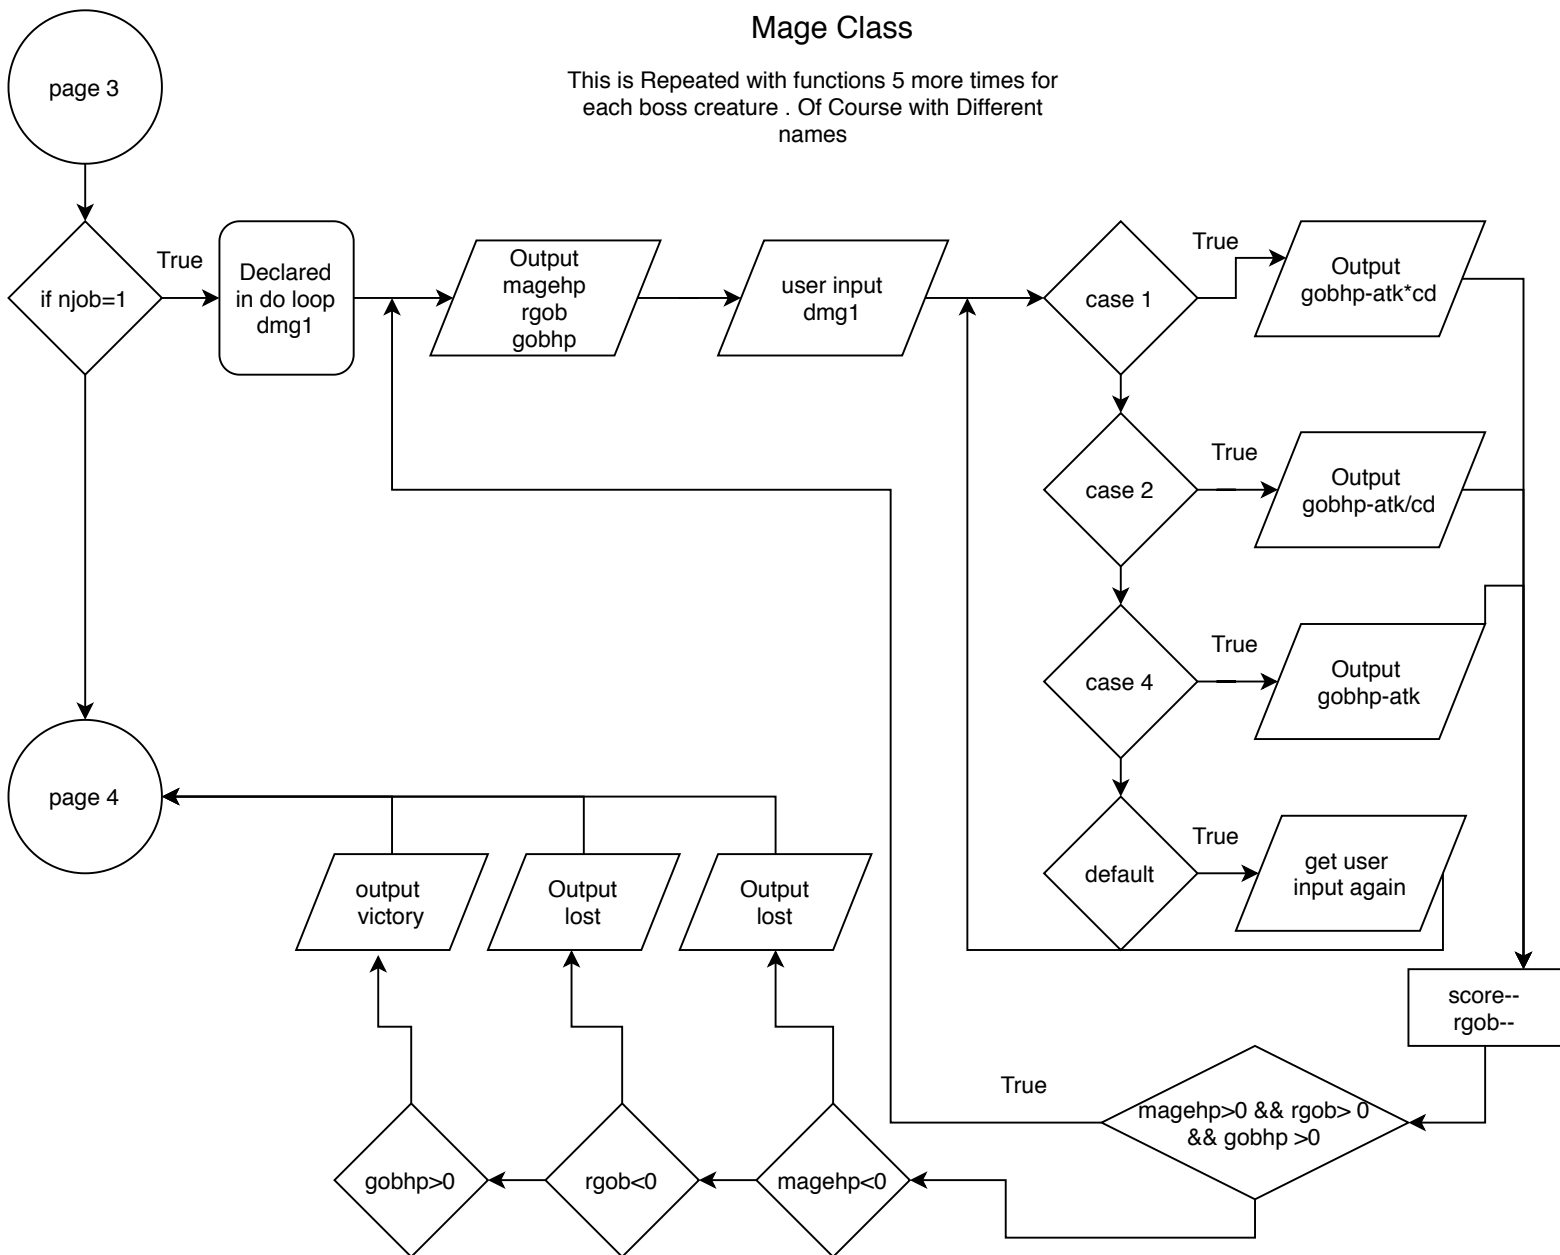 Mage Class
This is Repeated with functions 5 more times for
each boss creature . Of Course with Different
names
page 3
if njob=1
True
Declared
in do loop
dmg1
Output
magehp
rgob
gobhp
user input
dmg1
case 1
True
Output
gobhp-atk*cd
case 2
True
Output
gobhp-atk/cd
case 4
True
Output
gobhp-atk
default
True
get user
input again
score--
rgob--
magehp>0 && rgob> 0
&& gobhp >0
True
magehp<0
rgob<0
gobhp>0
Output
lost
Output
lost
output
victory
page 4